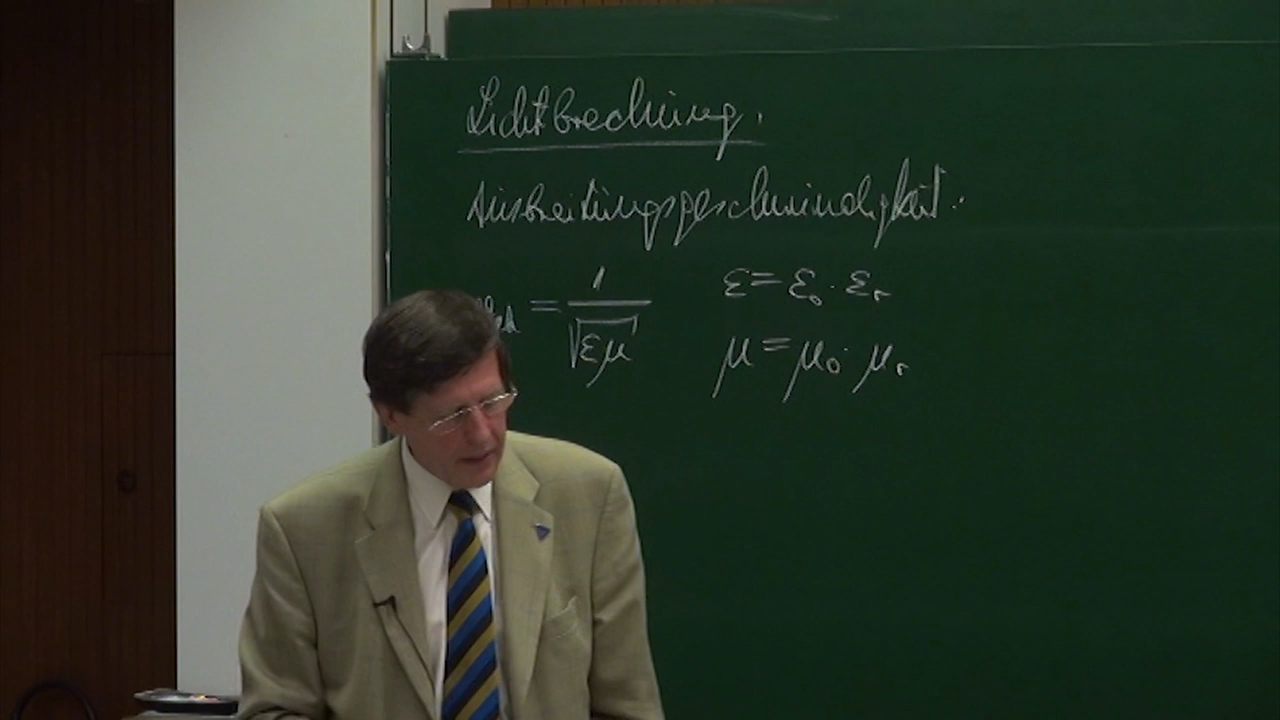 Lichtbrechung.
Ausbreitungsgeschwindigkeit.
= 1/√εμ ε = ε₀ · εᵣ
μ = μ₀ · μᵣ